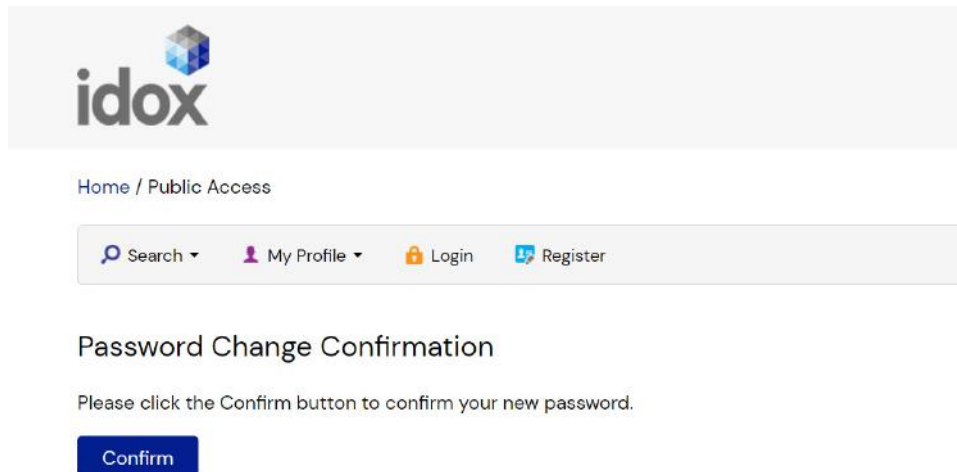 idox
Home / Public Access
Search My Profile Login Register
Password Change Confirmation
Please click the Confirm button to confirm your new password.
Confirm